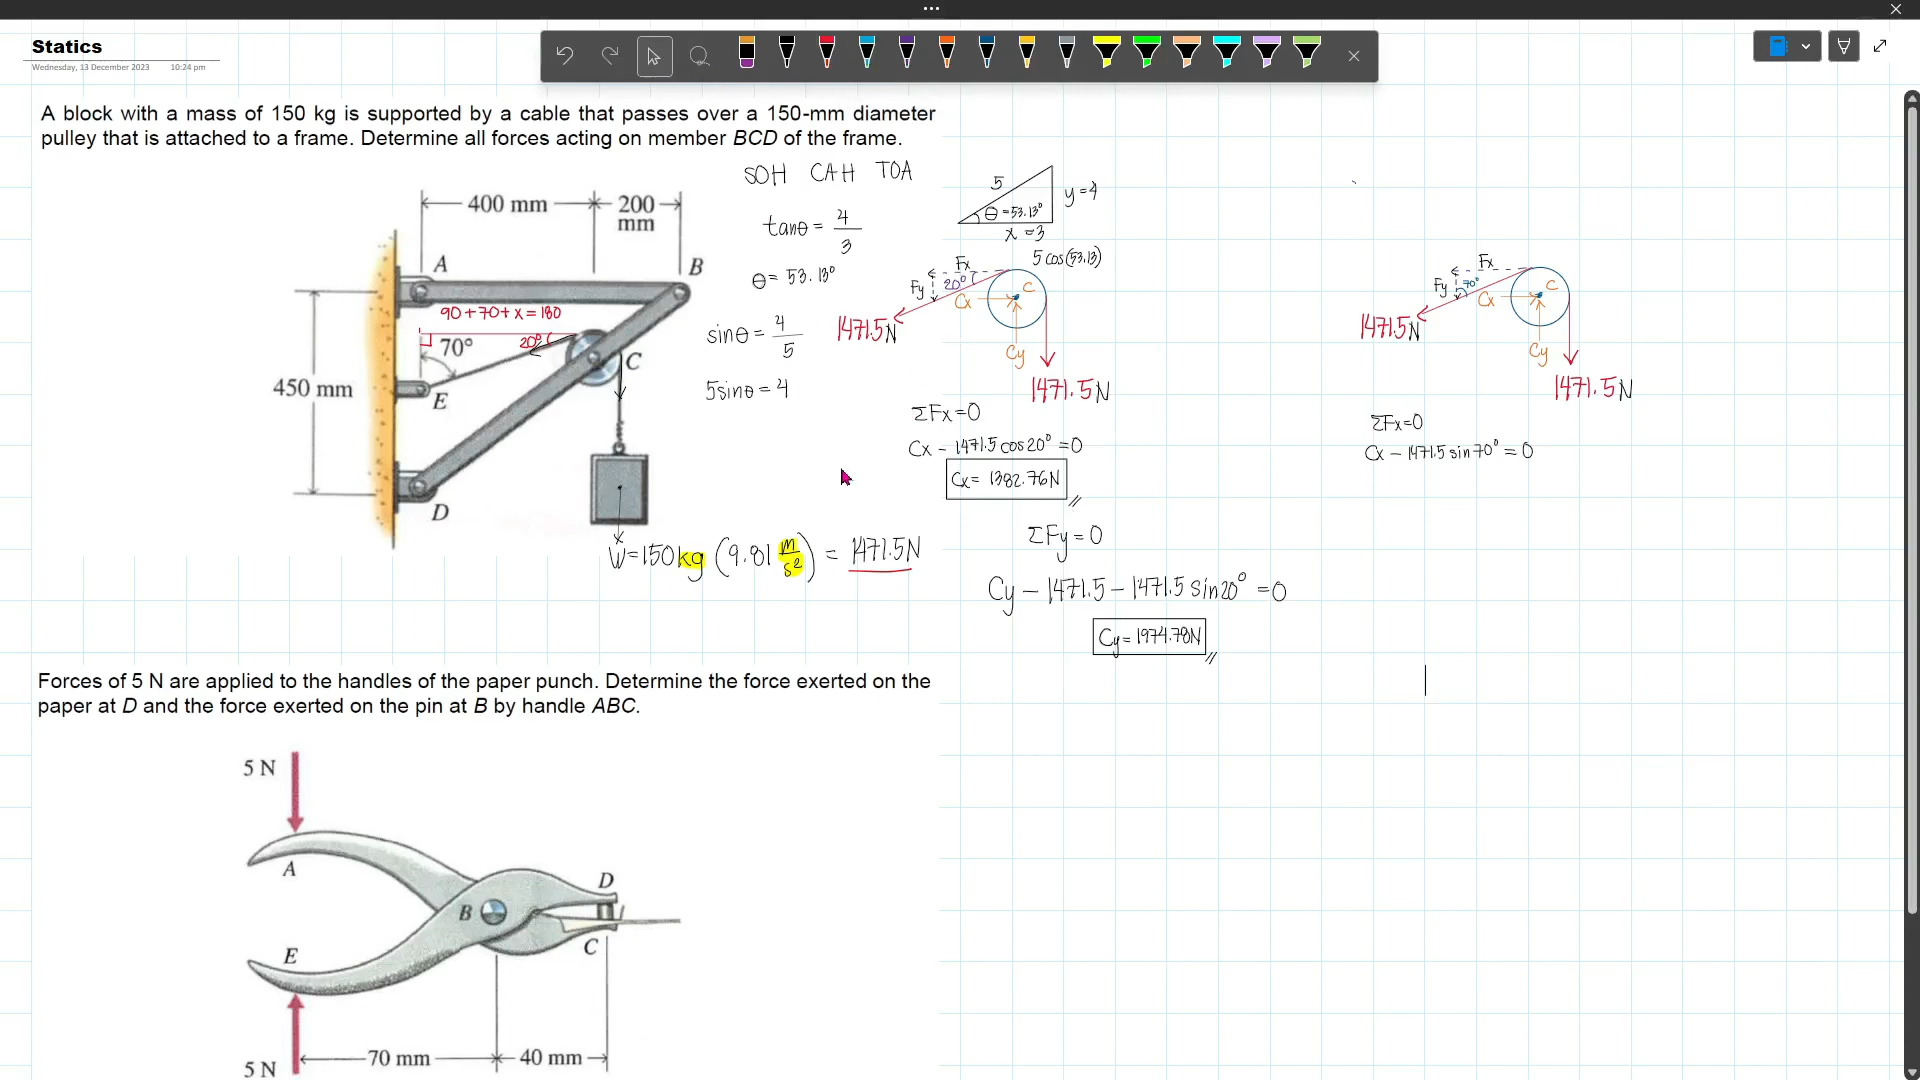 Statics
Wednesday, 13 December 2023 10:24 pm
A block with a mass of 150 kg is supported by a cable that passes over a 150-mm diameter
pulley that is attached to a frame. Determine all forces acting on member BCD of the frame.
400 mm
200
mm
A
B
90+70+x=180
70°
20°
C
450 mm
E
D
W=150kg (9.81 m/s²) = 1471.5N
SOH CAH TOA
tanθ = 4/3
θ= 53.13°
sinθ = 4/5
5sinθ = 4
5
y=4
θ=53.13°
x=3
5 cos(53.13)
Fx
Fy
20°
C
Cx
1471.5N
Cy
1471.5N
ΣFx=0
Cx - 1471.5 cos20° =0
Cx= 1382.76N
ΣFy=0
Cy - 1471.5 - 1471.5 sin20° =0
Cy= 1974.78N
Fx
Fy
70°
C
Cx
1471.5N
Cy
1471.5N
ΣFx=0
Cx - 1471.5 sin70° = 0
Forces of 5 N are applied to the handles of the paper punch. Determine the force exerted on the
paper at D and the force exerted on the pin at B by handle ABC.
5 N
A
D
B
E
C
70 mm
40 mm
5 N